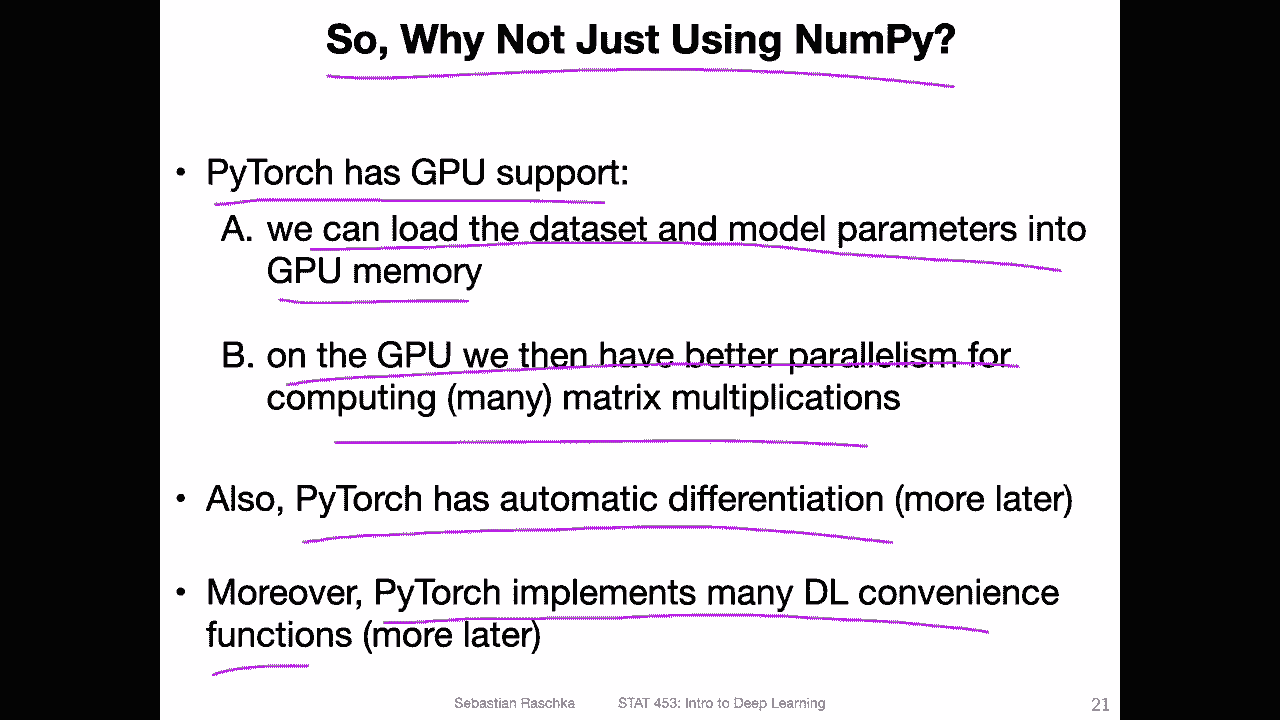 So, Why Not Just Using NumPy?
• PyTorch has GPU support:
A. we can load the dataset and model parameters into
GPU memory
B. on the GPU we then have better parallelism for
computing (many) matrix multiplications
• Also, PyTorch has automatic differentiation (more later)
• Moreover, PyTorch implements many DL convenience
functions (more later)
Sebastian Raschka STAT 453: Intro to Deep Learning 21